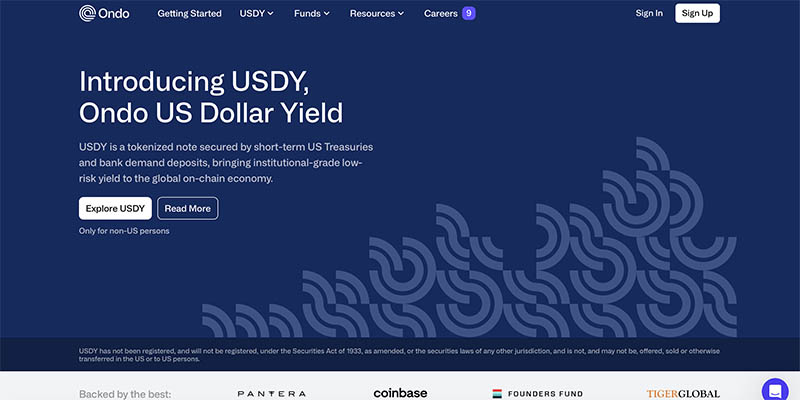 Ondo Getting Started USDY Funds Resources Careers 9 Sign In Sign Up
Introducing USDY,
Ondo US Dollar Yield
USDY is a tokenized note secured by short-term US Treasuries
and bank demand deposits, bringing institutional-grade low-
risk yield to the global on-chain economy.
Explore USDY Read More
Only for non-US persons
USDY has not been registered, and will not be registered, under the Securities Act of 1933, as amended, or the securities laws of any other jurisdiction, and is not, and may not be, offered, sold or otherwise
transferred in the US or to US persons.
Backed by the best: PANTERA coinbase FOUNDERS FUND TIGERGLOBAL